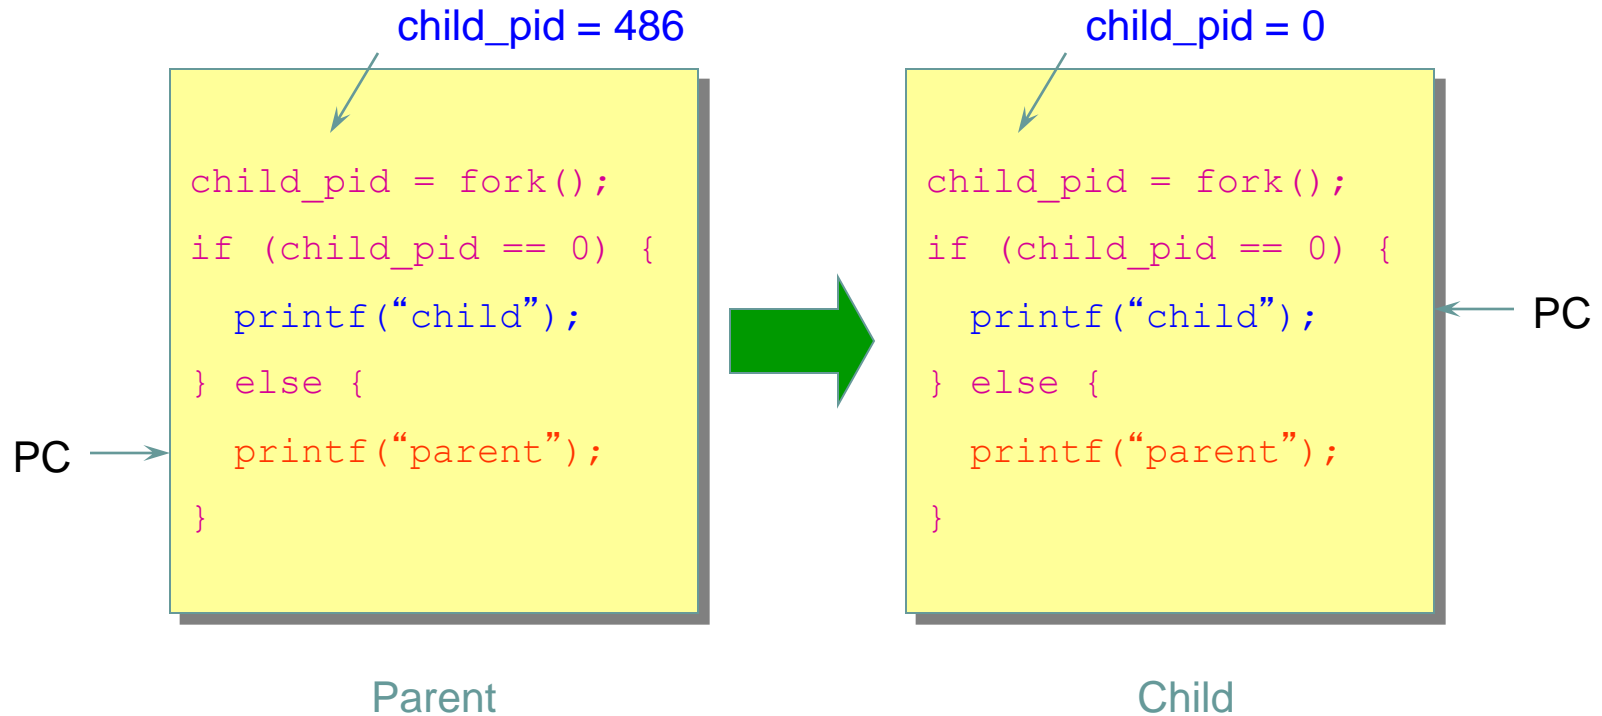 child_pid = 486
child_pid = fork();
if (child_pid == 0) {
printf(“child”);
} else {
PC
printf(“parent”);
}
Parent
child_pid = 0
child_pid = fork();
if (child_pid == 0) {
printf(“child”);
PC
} else {
printf(“parent”);
}
Child